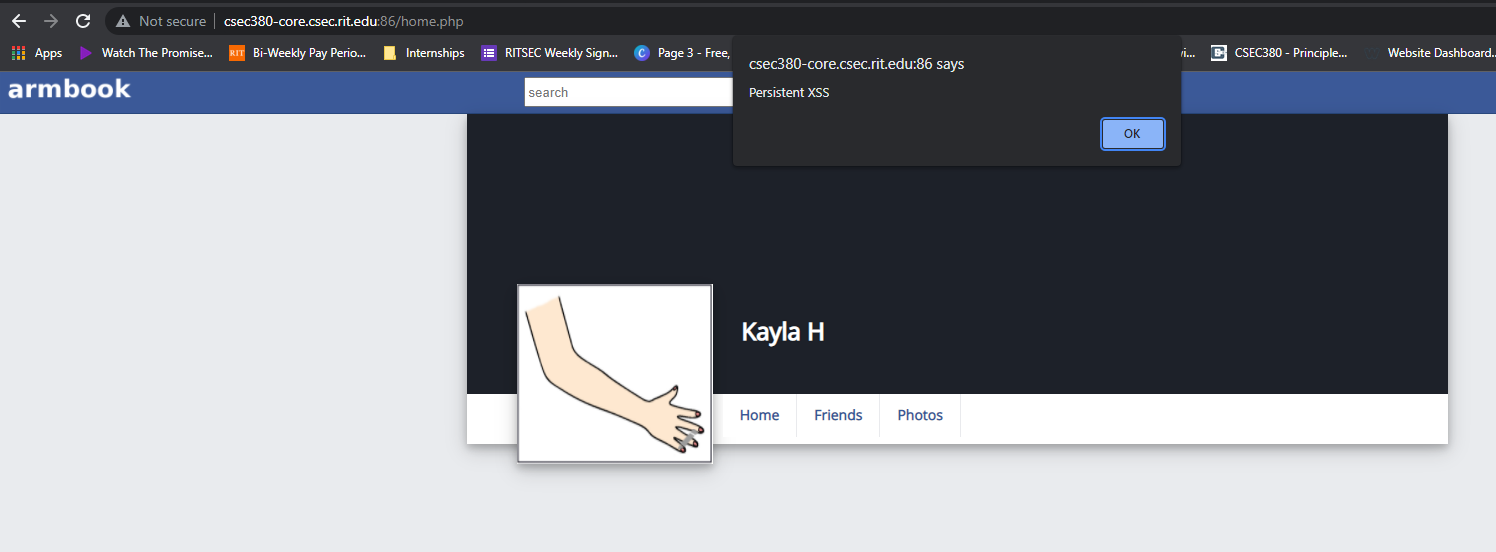 Not secure csec380-core.csec.rit.edu:86/home.php
Apps Watch The Promise... RIT Bi-Weekly Pay Perio... Internships RITSEC Weekly Sign... C Page 3 - Free, CSEC380 - Principle... Website Dashboard...
csec380-core.csec.rit.edu:86 says
Persistent XSS
OK
armbook search
Kayla H
Home Friends Photos